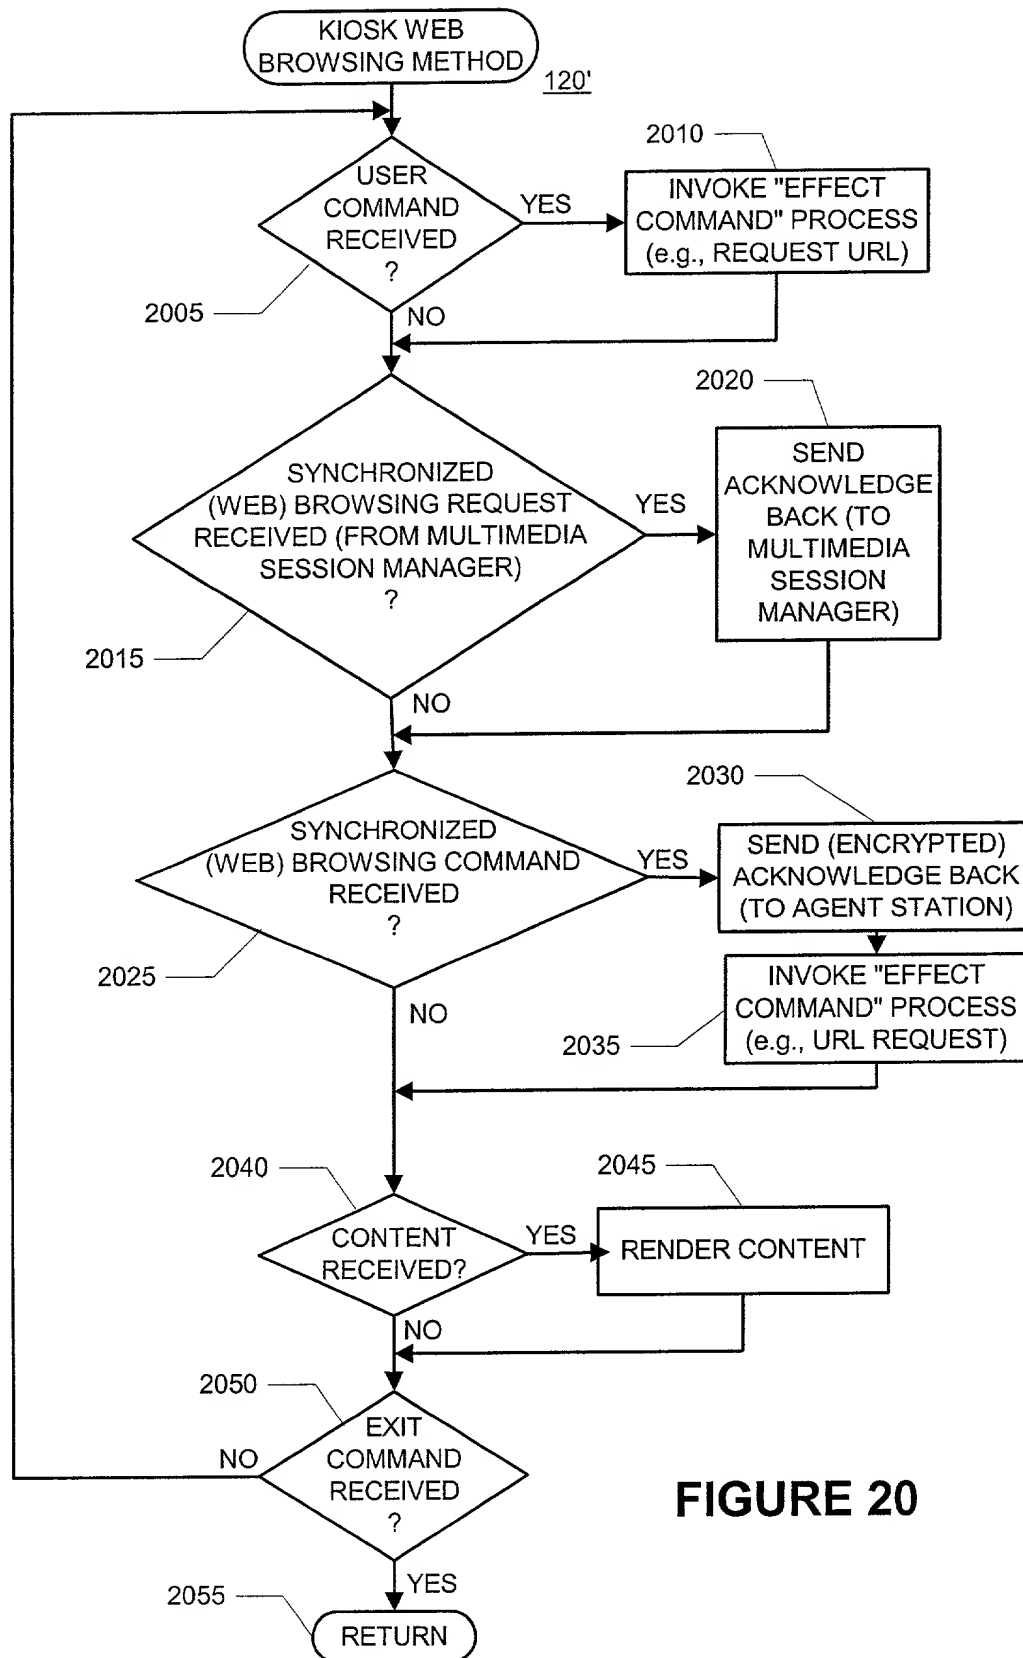 KIOSK WEB
BROWSING METHOD
120'
2010
USER
COMMAND
RECEIVED
?
YES
INVOKE "EFFECT
COMMAND" PROCESS
(e.g., REQUEST URL)
2005
NO
2020
SYNCHRONIZED
(WEB) BROWSING REQUEST
RECEIVED (FROM MULTIMEDIA
SESSION MANAGER)
?
YES
SEND
ACKNOWLEDGE
BACK (TO
MULTIMEDIA
SESSION
MANAGER)
2015
NO
2030
SYNCHRONIZED
(WEB) BROWSING COMMAND
RECEIVED
?
YES
SEND (ENCRYPTED)
ACKNOWLEDGE BACK
(TO AGENT STATION)
2025
NO
INVOKE "EFFECT
COMMAND" PROCESS
(e.g., URL REQUEST)
2035
2040
2045
CONTENT
RECEIVED?
YES
RENDER CONTENT
NO
2050
EXIT
COMMAND
RECEIVED
?
NO
FIGURE 20
YES
2055
RETURN